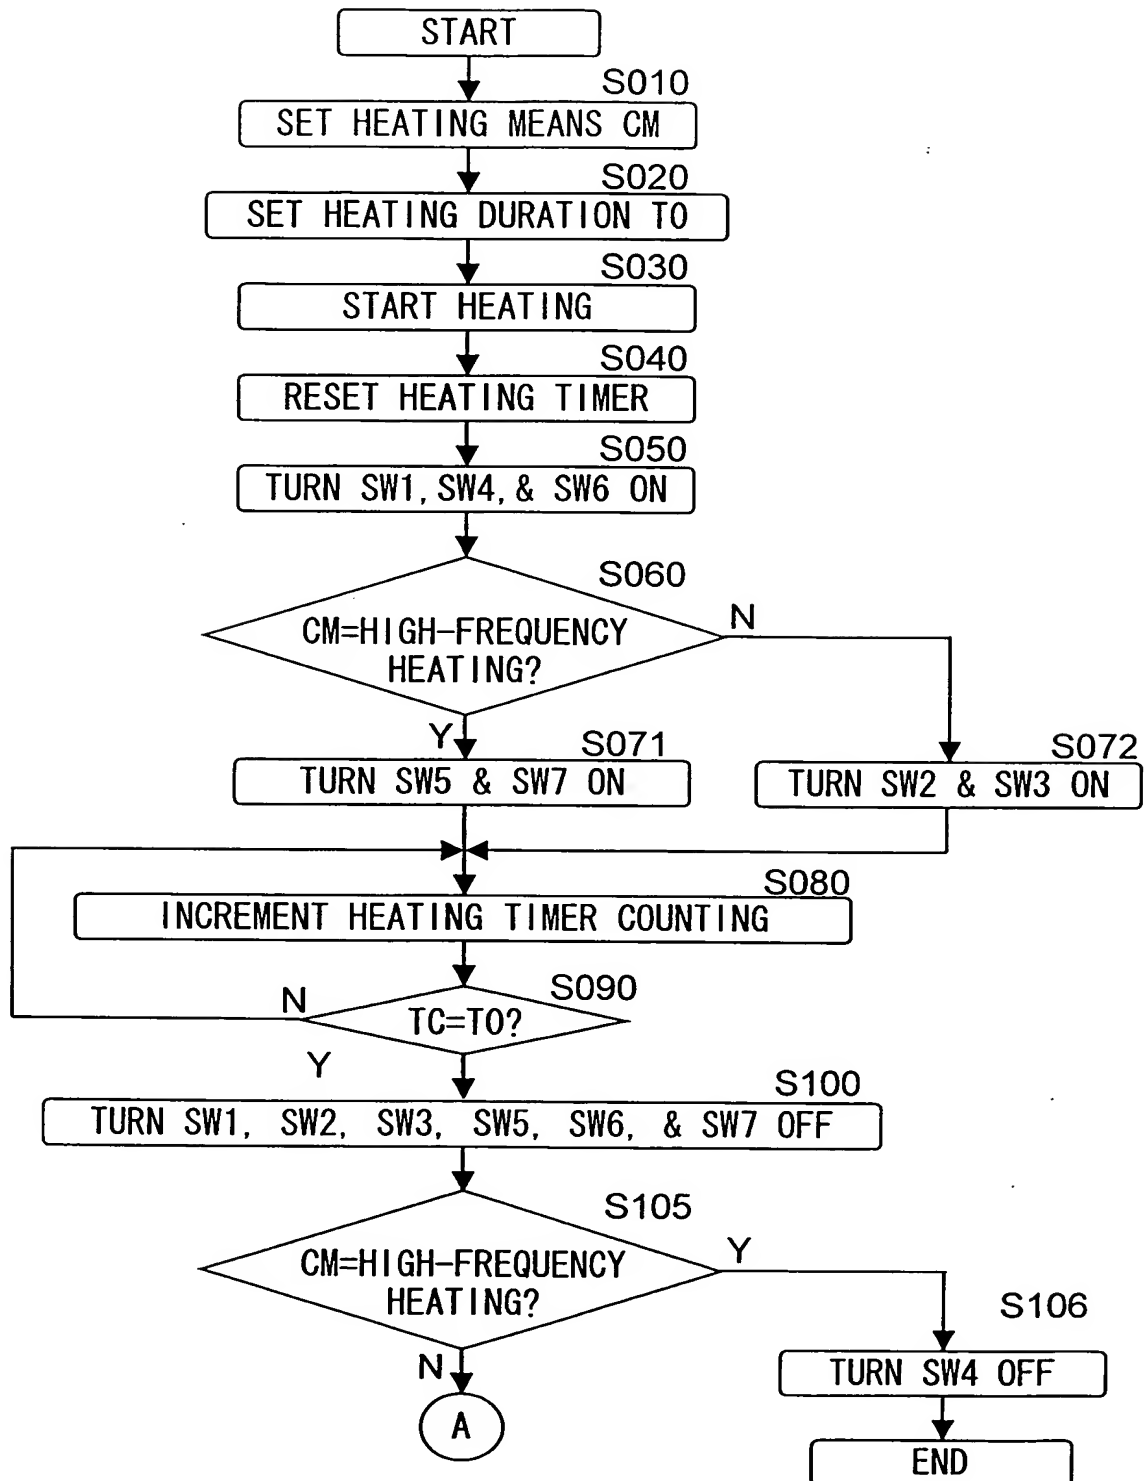 START
S010
SET HEATING MEANS CM
S020
SET HEATING DURATION TO
S030
START HEATING
S040
RESET HEATING TIMER
S050
TURN SW1, SW4, & SW6 ON
S060
CM=HIGH-FREQUENCY
HEATING?
N
Y
S071
TURN SW5 & SW7 ON
S072
TURN SW2 & SW3 ON
S080
INCREMENT HEATING TIMER COUNTING
S090
N
TC=TO?
Y
S100
TURN SW1, SW2, SW3, SW5, SW6, & SW7 OFF
S105
CM=HIGH-FREQUENCY
HEATING?
Y
N
S106
TURN SW4 OFF
A
END